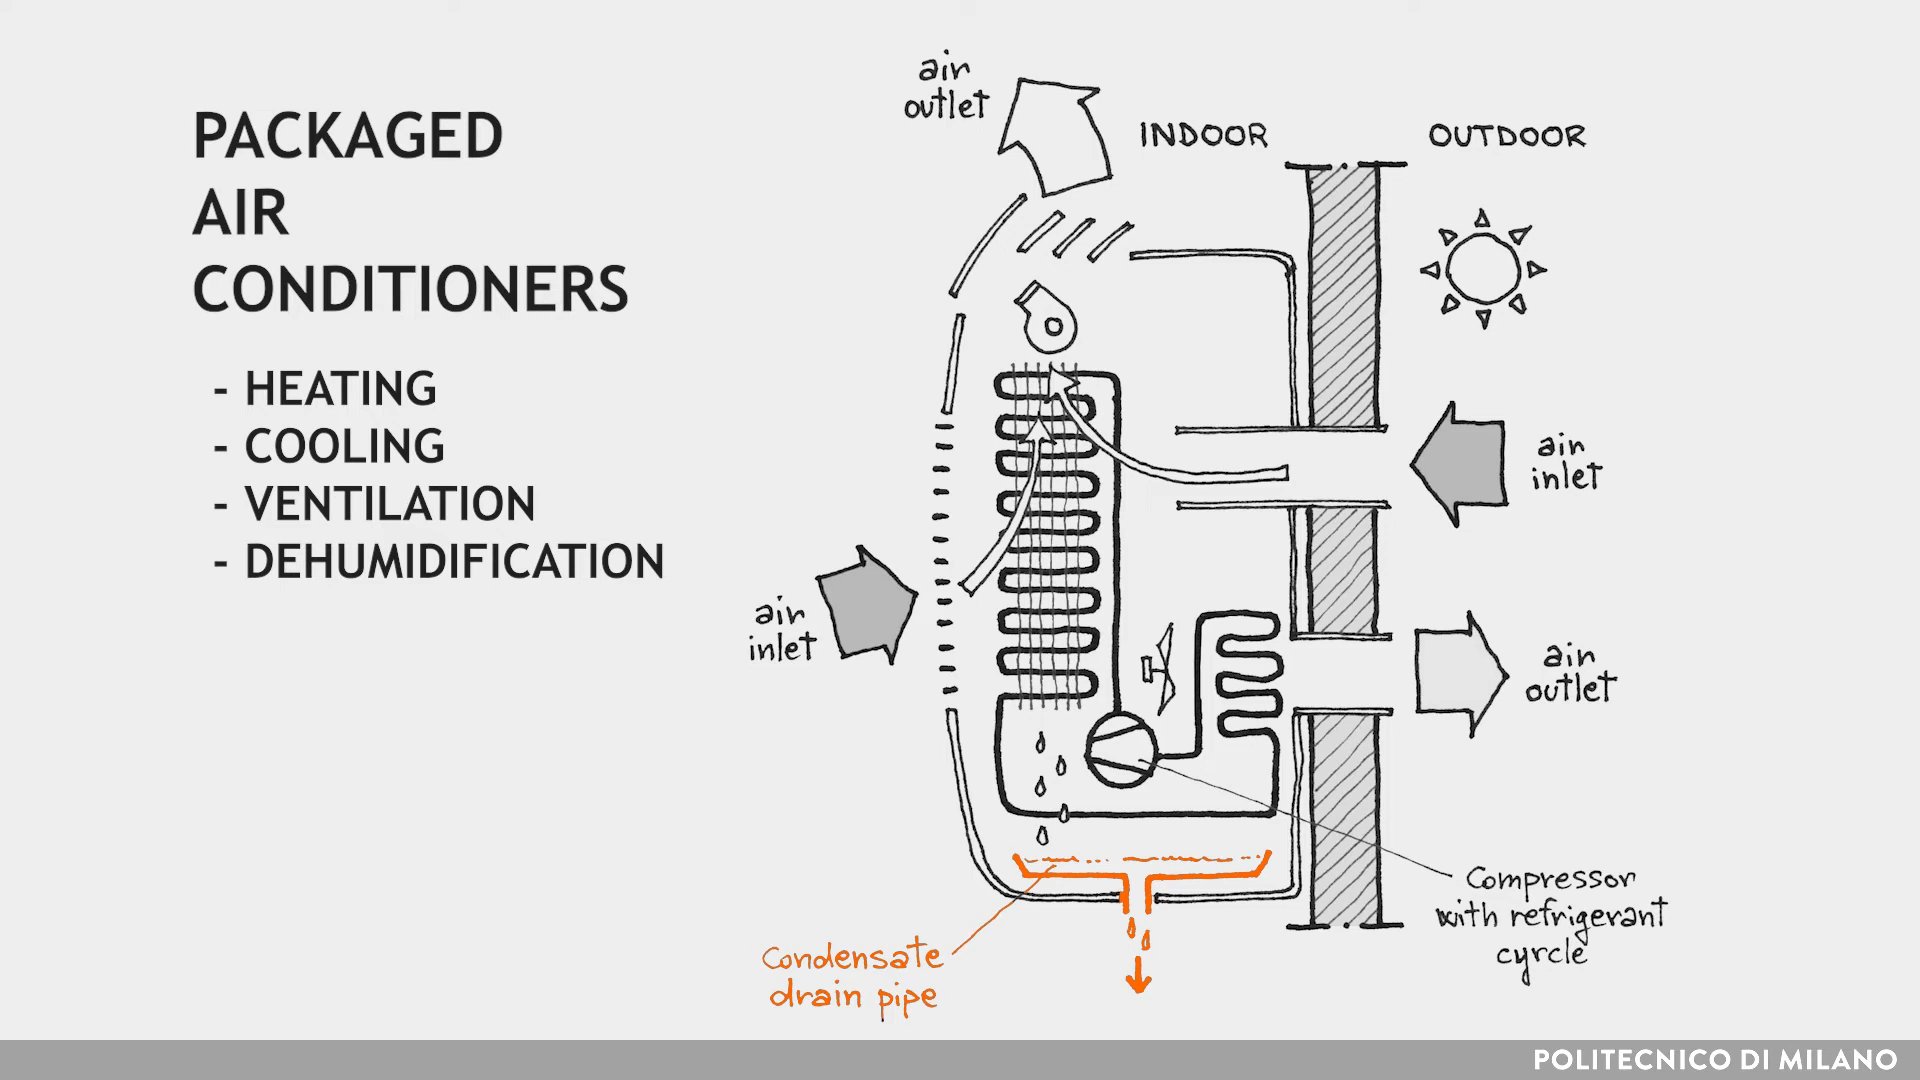 PACKAGED
AIR
CONDITIONERS
- HEATING
- COOLING
- VENTILATION
- DEHUMIDIFICATION
air
outlet
INDOOR
OUTDOOR
air
inlet
air
inlet
air
outlet
Compressor
with refrigerant
cyrcle
Condensate
drain pipe
POLITECNICO DI MILANO